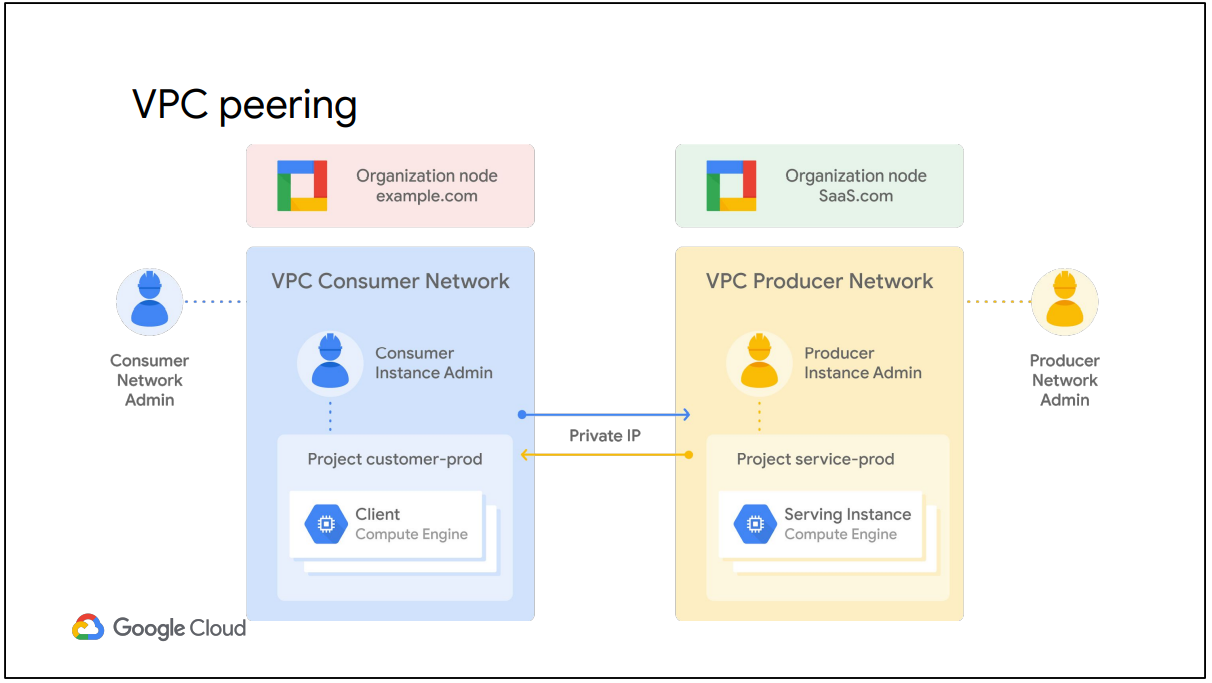 VPC peering
Organization node
example.com
Organization node
SaaS.com
VPC Consumer Network
VPC Producer Network
Consumer
Network
Admin
Consumer
Instance Admin
Producer
Instance Admin
Producer
Network
Admin
Private IP
Project customer-prod
Project service-prod
Client
Compute Engine
Serving Instance
Compute Engine
Google Cloud